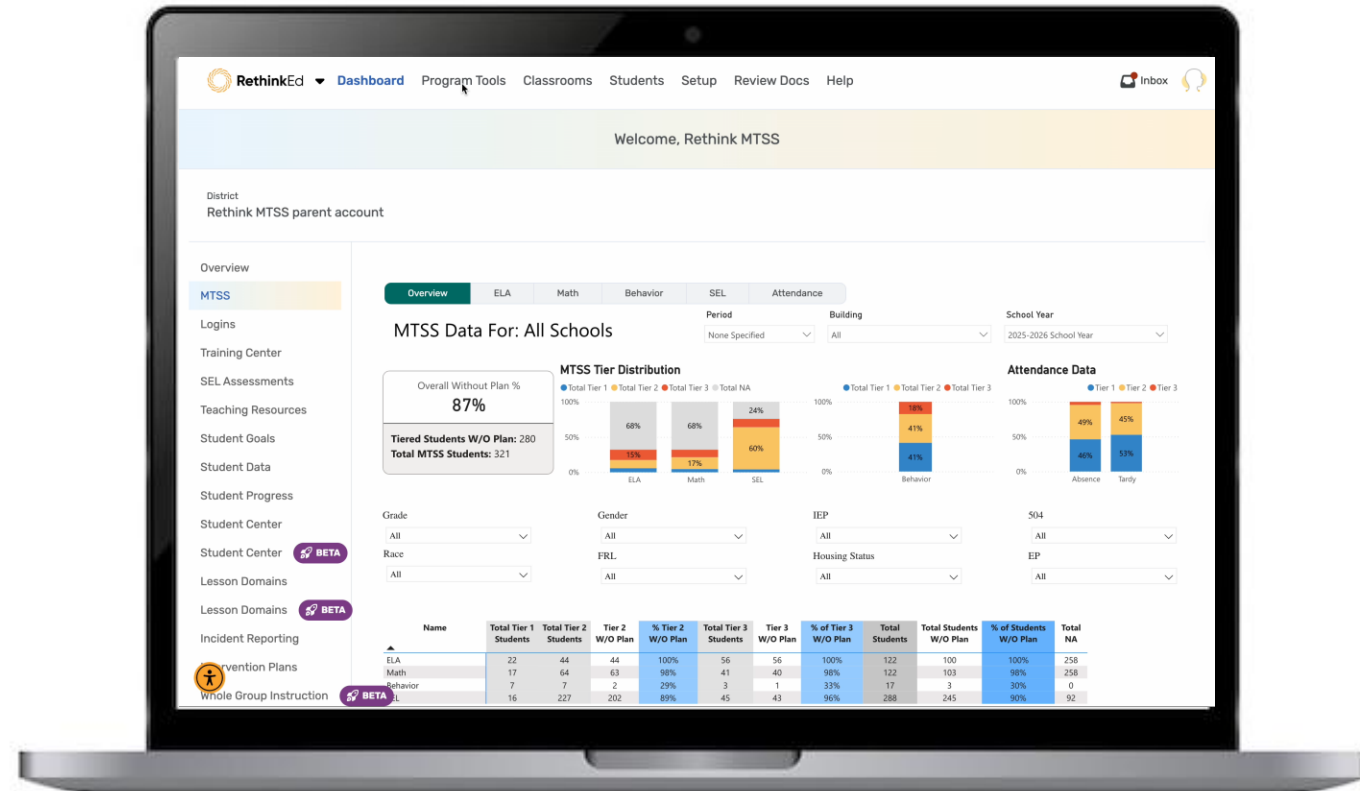 RethinkEd Dashboard Program Tools Classrooms Students Setup Review Docs Help Inbox
Welcome, Rethink MTSS
District
Rethink MTSS parent account
Overview
MTSS
Logins
Training Center
SEL Assessments
Teaching Resources
Student Goals
Student Data
Student Progress
Student Center
Student Center BETA
Lesson Domains
Lesson Domains BETA
Incident Reporting
Whole Group Instruction BETA
Overview ELA Math Behavior SEL Attendance
MTSS Data For: All Schools
Period
None Specified
Building
All
School Year
2025-2026 School Year
Overall Without Plan %
87%
Tiered Students W/O Plan: 280
Total MTSS Students: 321
MTSS Tier Distribution
Total Tier 1 Total Tier 2 Total Tier 3 Total NA
100%
50%
0%
68%
15%
68%
17%
24%
60%
ELA Math SEL
Total Tier 1 Total Tier 2 Total Tier 3
100%
50%
0%
18%
41%
41%
Behavior
Attendance Data
Tier 1 Tier 2 Tier 3
100%
50%
0%
49%
46%
45%
53%
Absence Tardy
Grade Gender IEP 504
All All All All
Race FRL Housing Status EP
All All All All
Name Total Tier 1 Students Total Tier 2 Students Tier 2 W/O Plan % Tier 2 W/O Plan Total Tier 3 Students Tier 3 W/O Plan % of Tier 3 W/O Plan Total Students Total Students W/O Plan % of Students W/O Plan Total NA
ELA 22 44 44 100% 56 56 100% 122 100 100% 258
Math 17 64 63 98% 41 40 98% 122 103 98% 258
Behavior 7 7 2 29% 3 1 33% 17 3 30% 0
16 227 202 89% 45 43 96% 288 245 90% 92